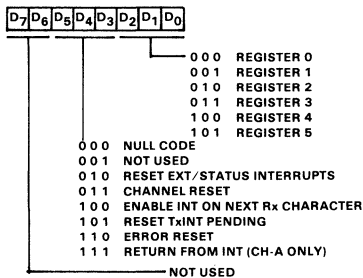 D7 D6 D5 D4 D3 D2 D1 D0
0 0 0 REGISTER 0
0 0 1 REGISTER 1
0 1 0 REGISTER 2
0 1 1 REGISTER 3
1 0 0 REGISTER 4
1 0 1 REGISTER 5
0 0 0 NULL CODE
0 0 1 NOT USED
0 1 0 RESET EXT/STATUS INTERRUPTS
0 1 1 CHANNEL RESET
1 0 0 ENABLE INT ON NEXT Rx CHARACTER
1 0 1 RESET TxINT PENDING
1 1 0 ERROR RESET
1 1 1 RETURN FROM INT (CH-A ONLY)
NOT USED